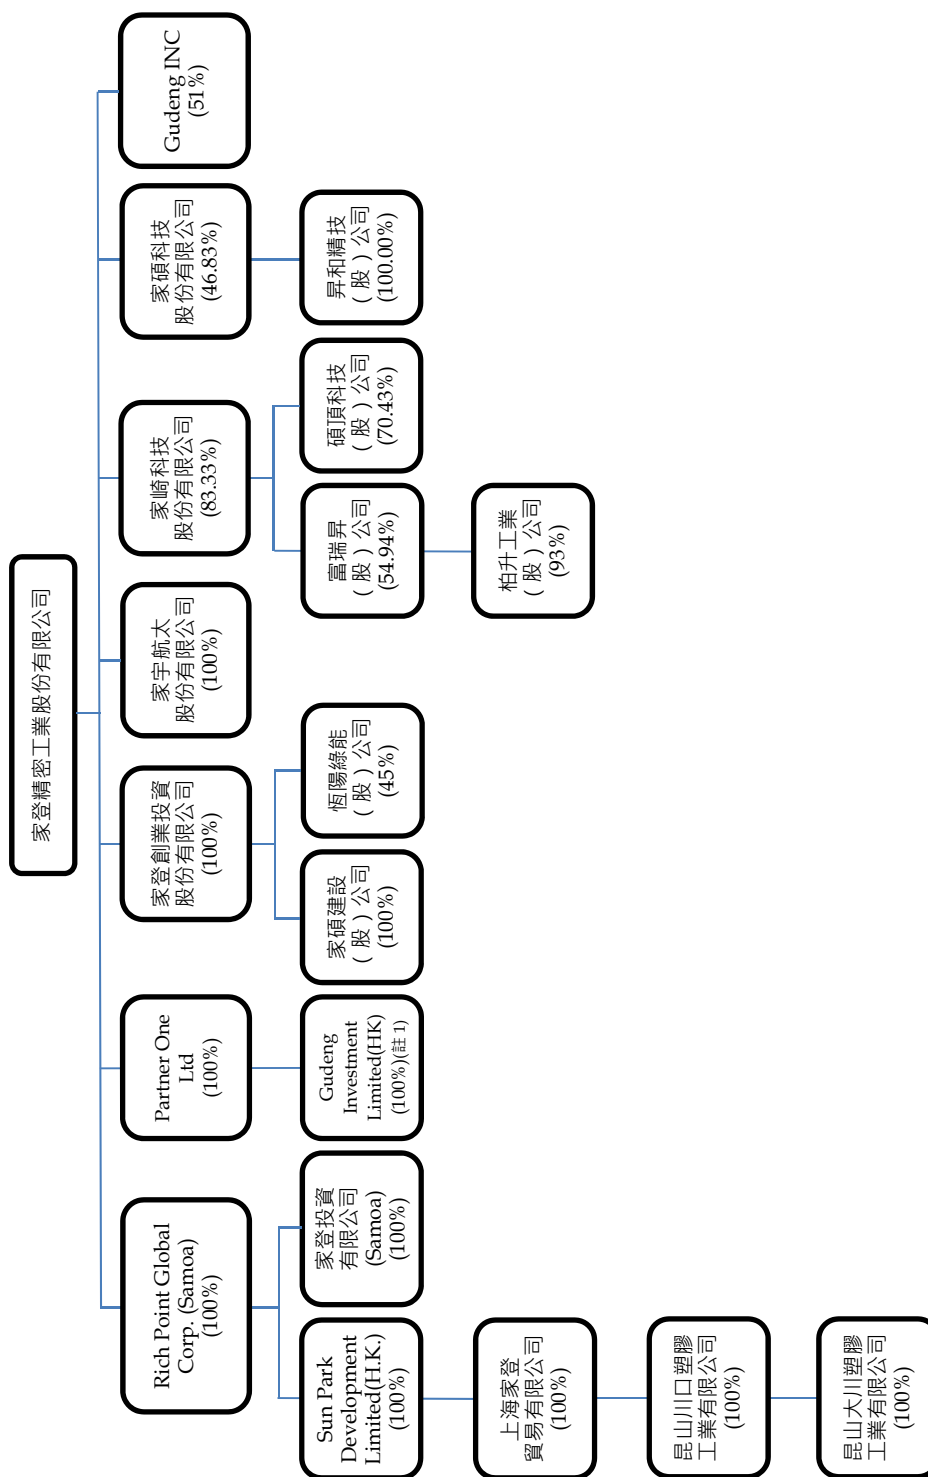 家登精密工業股份有限公司
Rich Point Global
Corp. (Samoa)
(100%)
Partner One
Ltd
(100%)
家登創業投資
股份有限公司
(100%)
家宇航太
股份有限公司
(100%)
家崎科技
股份有限公司
(83.33%)
家碩科技
股份有限公司
(46.83%)
Gudeng INC
(51%)
Sun Park
Development
Limited(H.K.)
(100%)
家登投資
有限公司
(Samoa)
(100%)
Gudeng
Investment
Limited(HK)
(100%)(註 1)
家碩建設
(股)公司
(100%)
恆陽綠能
(股)公司
(45%)
富瑞昇
(股)公司
(54.94%)
碩頂科技
(股)公司
(70.43%)
昇和精技
(股)公司
(100.00%)
上海家登
貿易有限公司
(100%)
柏升工業
(股)公司
(93%)
昆山川口塑膠
工業有限公司
(100%)
昆山大川塑膠
工業有限公司
(100%)